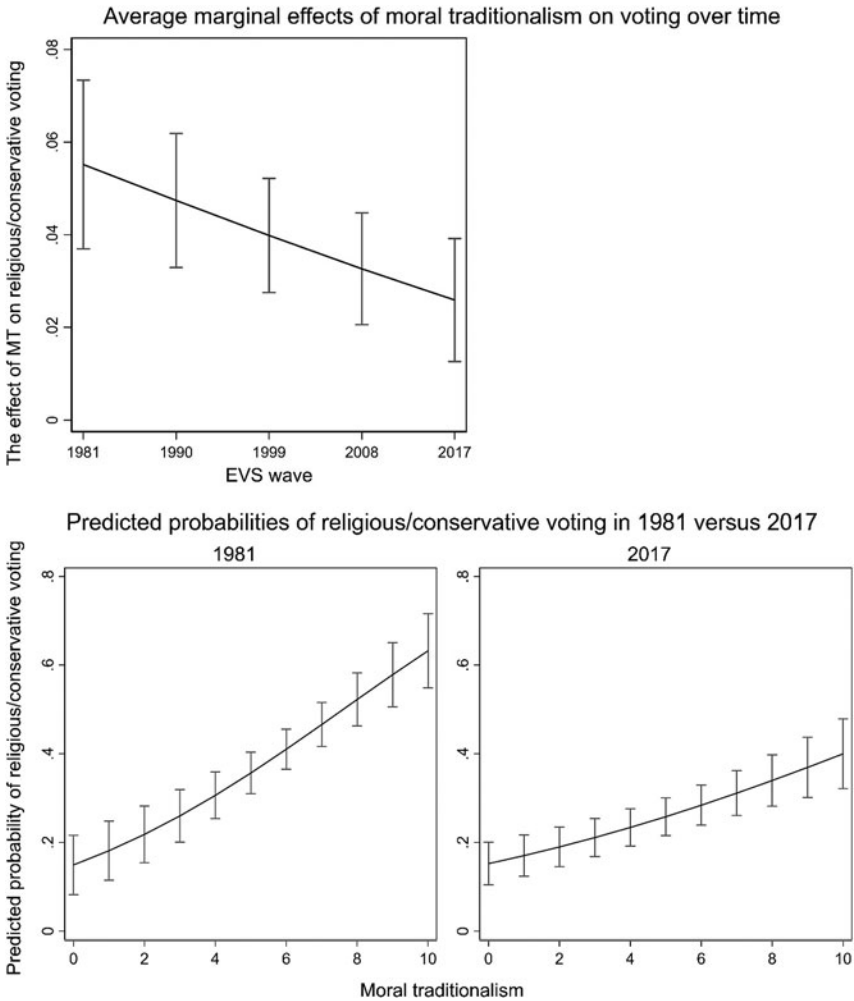 Average marginal effects of moral traditionalism on voting over time
The effect of MT on religious/conservative voting
.08
.06
.04
.02
0
1981 1990 1999 2008 2017
EVS wave
Predicted probabilities of religious/conservative voting in 1981 versus 2017
1981 2017
Predicted probability of religious/conservative voting
.8 .8
.6 .6
.4 .4
.2 .2
0 0
0 2 4 6 8 10 0 2 4 6 8 10
Moral traditionalism